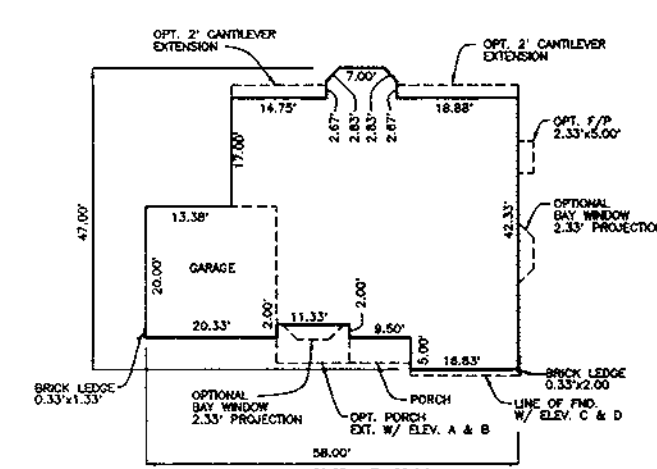 OPT. 2' CANTILEVER
EXTENSION
OPT. 2' CANTILEVER
EXTENSION
7.00'
14.75'
2.67'
2.83'
2.83'
2.67'
18.88'
OPT. F/P
2.33'x5.00'
17.00'
47.00'
13.38'
42.33'
OPTIONAL
BAY WINDOW
2.33' PROJECTIO
GARAGE
20.00'
2.00'
11.33'
2.00'
20.33'
9.50'
5.00'
16.83'
BRICK LEDGE
0.33'x1.33'
BRICK LEDGE
0.33'x2.00
OPTIONAL
BAY WINDOW
2.33' PROJECTION
PORCH
OPT. PORCH
EXT. W/ ELEV. A & B
LINE OF FND.
W/ ELEV. C & D
58.00'